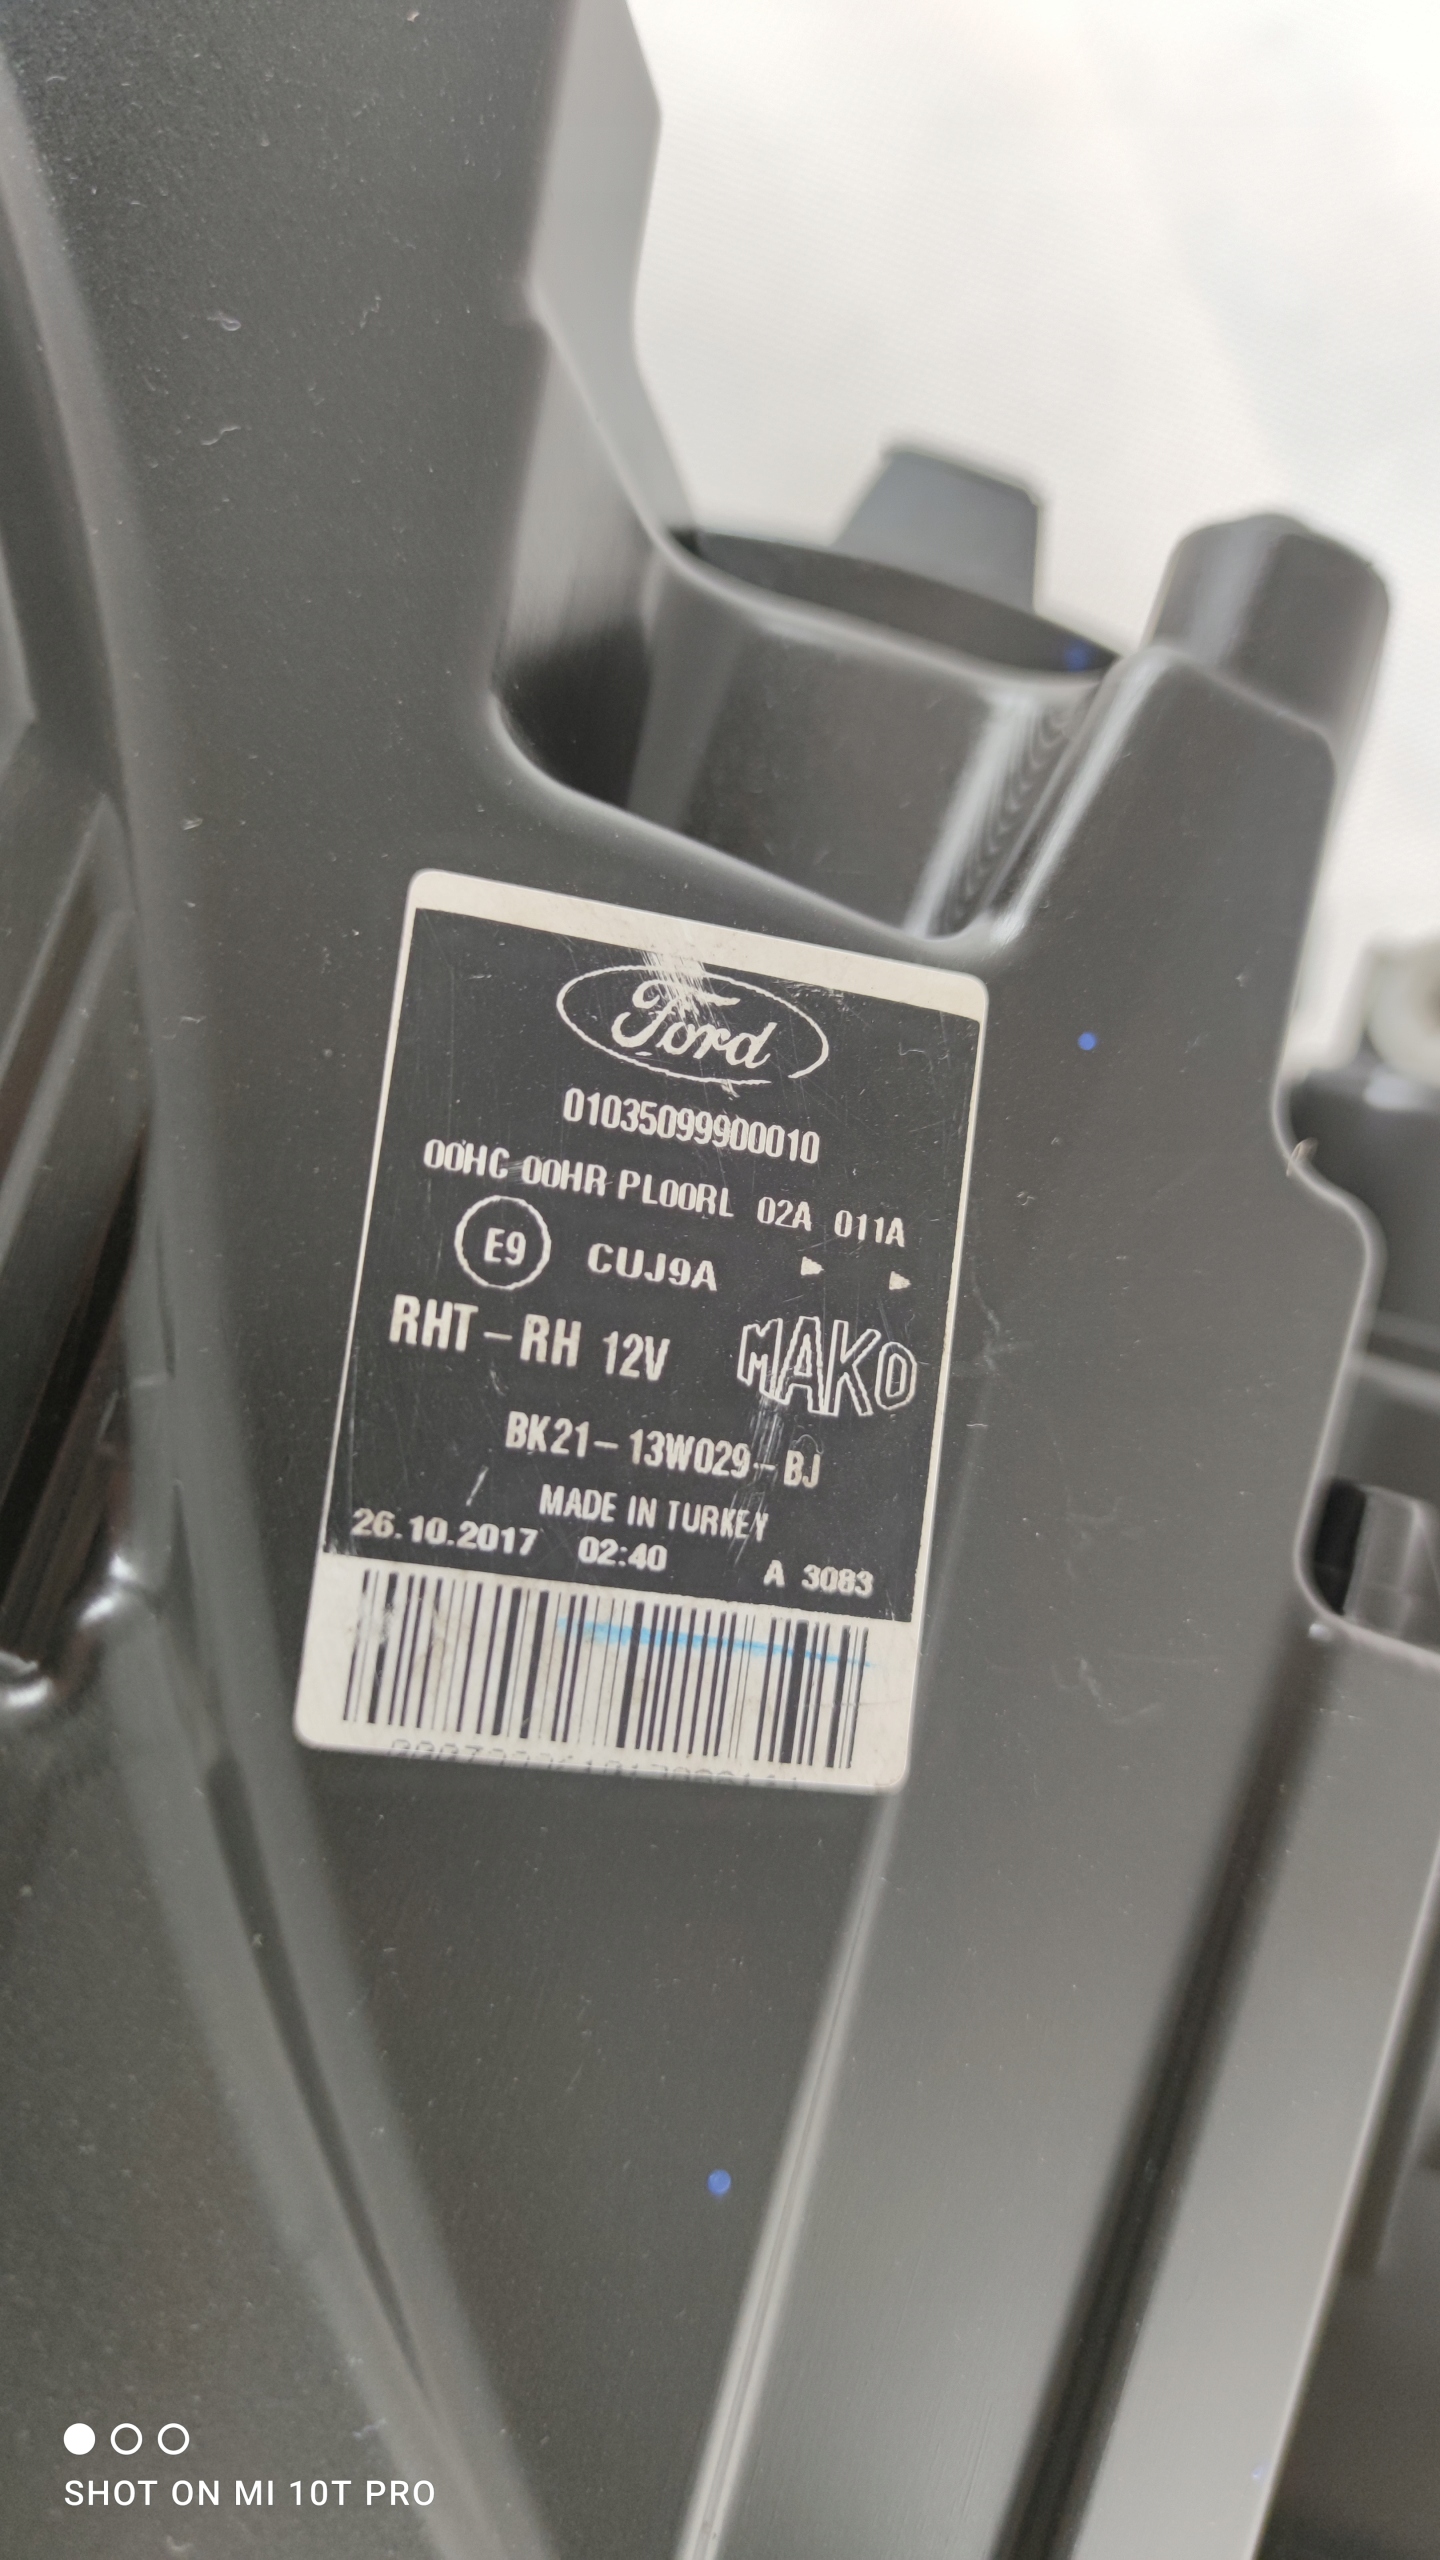 Ford
01035099900010
00HC 00HR PL00RL 02A 011A
E9 CUJ9A
RHT-RH 12V MAKO
BK21-13W029-BJ
MADE IN TURKEY
26.10.2017 02:40 A 3083
SHOT ON MI 10T PRO